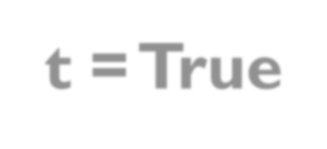 t = True